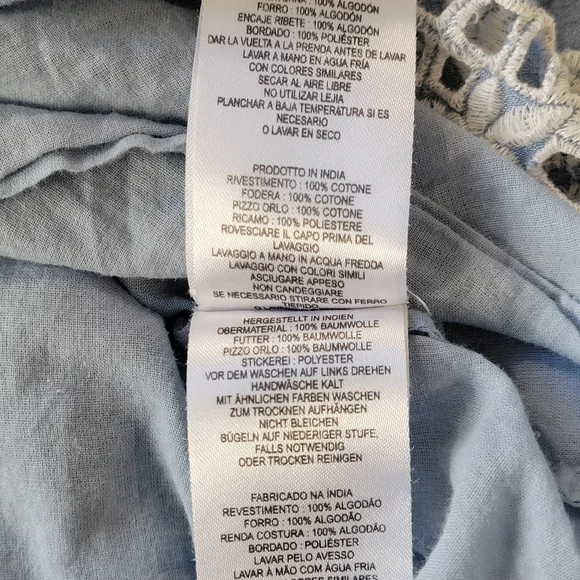 100% ALGODÓN
FORRO : 100% ALGODÓN
ENCAJE RIBETE : 100% ALGODÓN
BORDADO : 100% POLIÉSTER
DAR LA VUELTA A LA PRENDA ANTES DE LAVAR
LAVAR A MANO EN AGUA FRÍA
CON COLORES SIMILARES
SECAR AL AIRE LIBRE
NO UTILIZAR LEJIA
PLANCHAR A BAJA TEMPERATURA SI ES
NECESARIO
O LAVAR EN SECO
PRODOTTO IN INDIA
RIVESTIMENTO : 100% COTONE
FODERA : 100% COTONE
PIZZO ORLO : 100% COTONE
RICAMO : 100% POLIESTERE
ROVESCIARE IL CAPO PRIMA DEL
LAVAGGIO
LAVAGGIO A MANO IN ACQUA FREDDA
LAVAGGIO CON COLORI SIMILI
ASCIUGARE APPESO
NON CANDEGGIARE
SE NECESSARIO STIRARE CON FERRO
TIEPIDO
HERGESTELLT IN INDIEN
OBERMATERIAL : 100% BAUMWOLLE
FUTTER : 100% BAUMWOLLE
PIZZO ORLO : 100% BAUMWOLLE
STICKEREI : POLYESTER
VOR DEM WASCHEN AUF LINKS DREHEN
HANDWÄSCHE KALT
MIT ÄHNLICHEN FARBEN WASCHEN
ZUM TROCKNEN AUFHÄNGEN
NICHT BLEICHEN
BÜGELN AUF NIEDERIGER STUFE,
FALLS NOTWENDIG
ODER TROCKEN REINIGEN
FABRICADO NA ÍNDIA
REVESTIMENTO : 100% ALGODÃO
FORRO : 100% ALGODÃO
RENDA COSTURA : 100% ALGODÃO
BORDADO : POLIÉSTER
LAVAR PELO AVESSO
LAVAR À MÃO COM ÁGUA FRIA